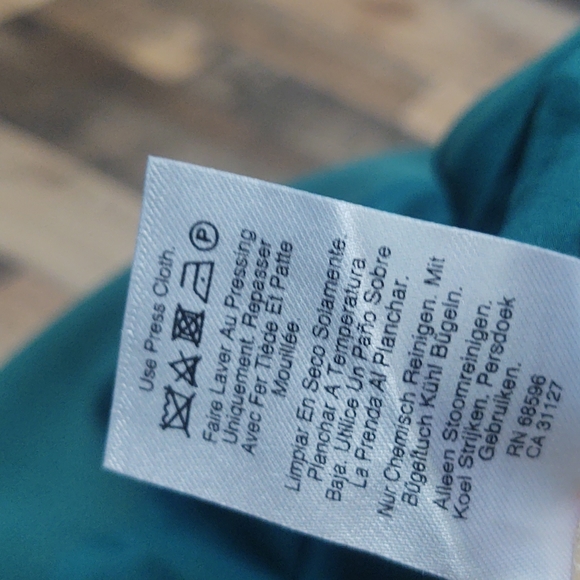 Use Press Cloth.
P
Faire Laver Au Pressing
Uniquement. Repasser
Avec Fer Tiede Et Patte
Mouillée
Limpiar En Seco Solamente.
Planchar A Temperatura
Baja. UNilce Un Paño Sobre
La Prenda Al Planchar.
Nur Chemisch Reinigen. Mit
Bügeltuch Kühl Bügeln.
Alleen Stoomreinigen.
Koel Strijken. Persdoek
Gebruiken.
RN 68596
CA 31127